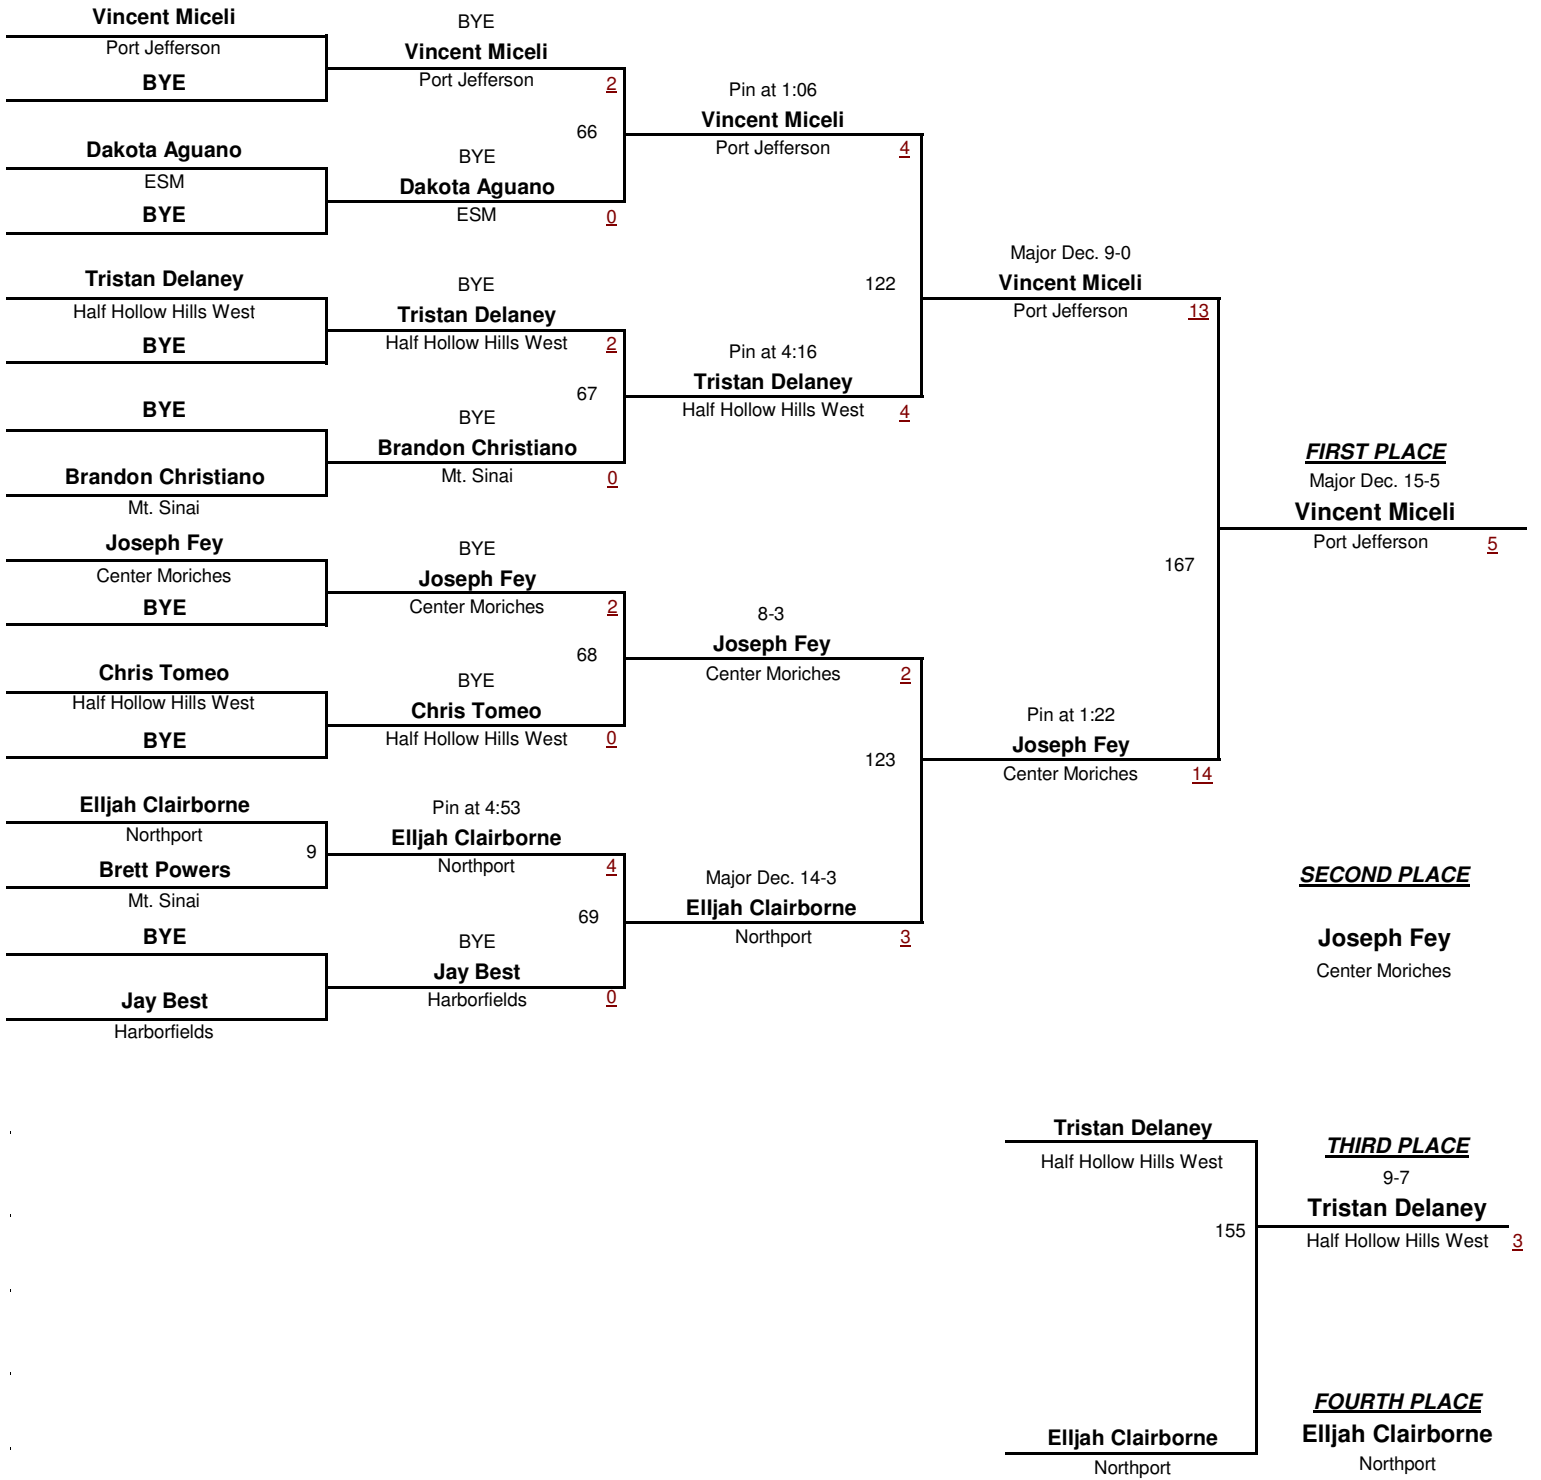 Vincent Miceli
Port Jefferson
BYE
Dakota Aguano
ESM
BYE
Tristan Delaney
Half Hollow Hills West
BYE
BYE
Brandon Christiano
Mt. Sinai
Joseph Fey
Center Moriches
BYE
Chris Tomeo
Half Hollow Hills West
BYE
Elljah Clairborne
Northport
9
Brett Powers
Mt. Sinai
BYE
Jay Best
Harborfields
BYE
Vincent Miceli
Port Jefferson 2
66
BYE
Dakota Aguano
ESM 0
BYE
Tristan Delaney
Half Hollow Hills West 2
67
BYE
Brandon Christiano
Mt. Sinai 0
BYE
Joseph Fey
Center Moriches 2
68
BYE
Chris Tomeo
Half Hollow Hills West 0
Pin at 4:53
Elljah Clairborne
Northport 4
69
BYE
Jay Best
Harborfields 0
Pin at 1:06
Vincent Miceli
Port Jefferson 4
122
Pin at 4:16
Tristan Delaney
Half Hollow Hills West 4
8-3
Joseph Fey
Center Moriches 2
123
Major Dec. 14-3
Elljah Clairborne
Northport 3
Major Dec. 9-0
Vincent Miceli
Port Jefferson 13
167
Pin at 1:22
Joseph Fey
Center Moriches 14
FIRST PLACE
Major Dec. 15-5
Vincent Miceli
Port Jefferson 5
SECOND PLACE
Joseph Fey
Center Moriches
Tristan Delaney
Half Hollow Hills West
155
Elljah Clairborne
Northport
THIRD PLACE
9-7
Tristan Delaney
Half Hollow Hills West 3
FOURTH PLACE
Elljah Clairborne
Northport